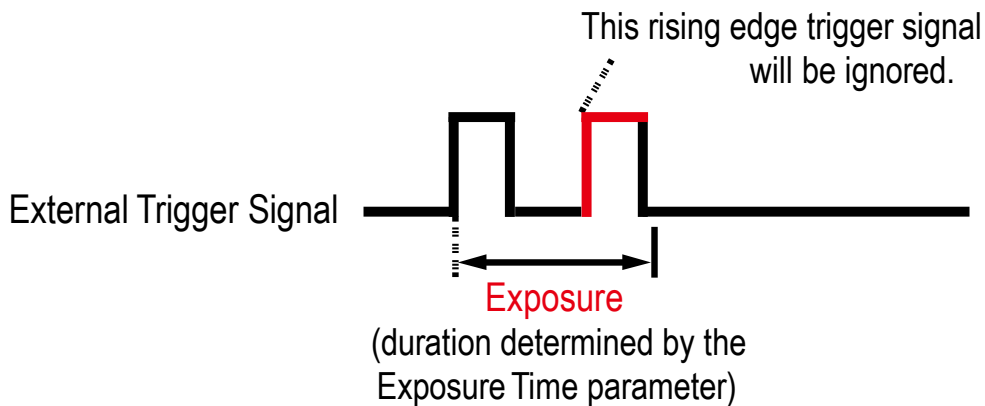 This rising edge trigger signal
will be ignored.
External Trigger Signal
Exposure
(duration determined by the
Exposure Time parameter)